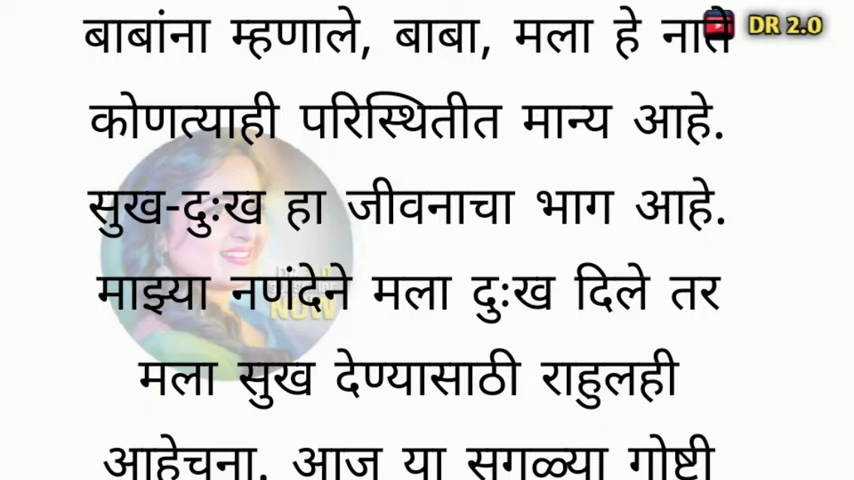 बाबांना म्हणाले, बाबा, मला हे नाते
DR 2.0
कोणत्याही परिस्थितीत मान्य आहे.
सुख-दुःख हा जीवनाचा भाग आहे.
माझ्या नणंदेने मला दुःख दिले तर
NOW
मला सुख देण्यासाठी राहुलही
आहेचना. आज या सगळ्या गोष्टी